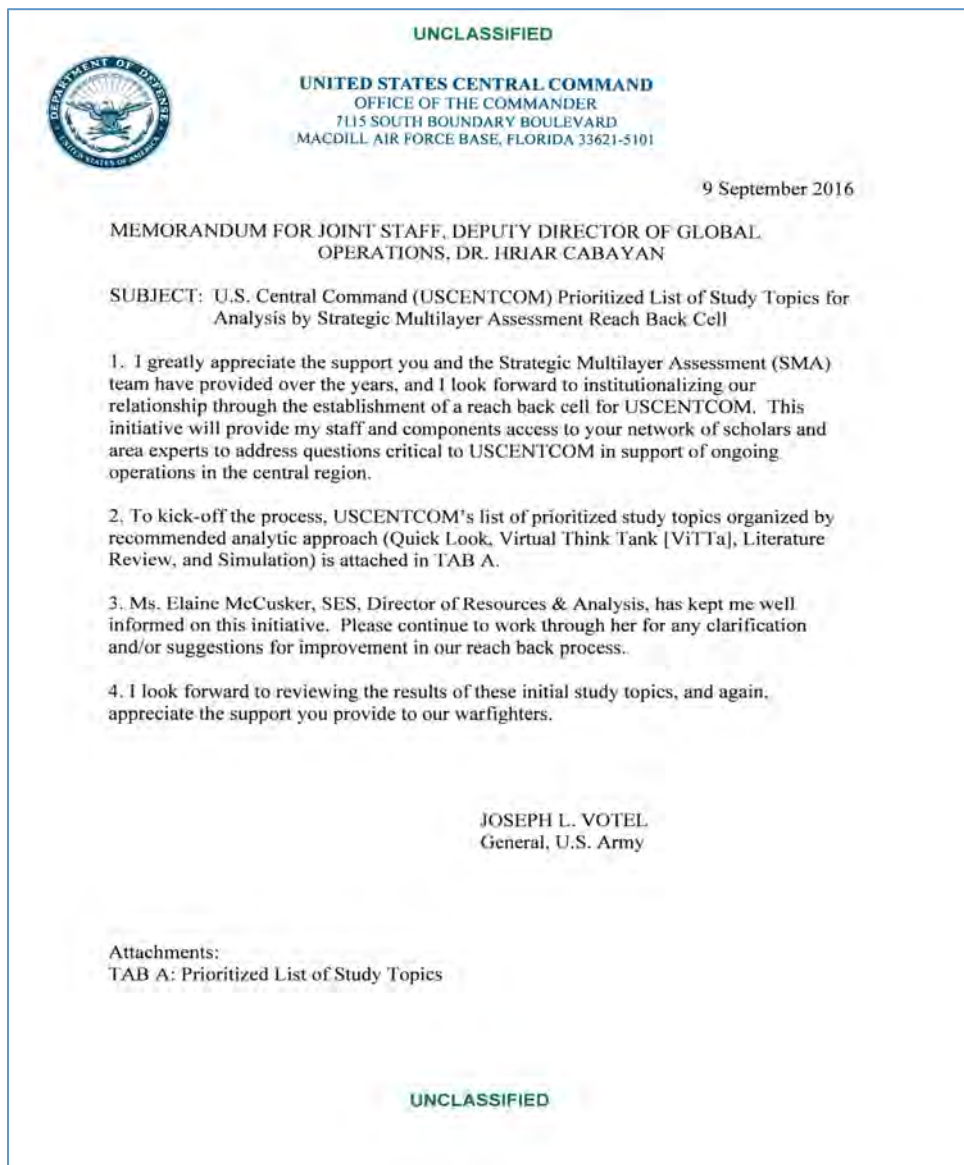 UNCLASSIFIED
DEPARTMENT OF DEFENSE
UNITED STATES OF AMERICA
UNITED STATES CENTRAL COMMAND
OFFICE OF THE COMMANDER
7115 SOUTH BOUNDARY BOULEVARD
MACDILL AIR FORCE BASE, FLORIDA 33621-5101
9 September 2016
MEMORANDUM FOR JOINT STAFF, DEPUTY DIRECTOR OF GLOBAL
OPERATIONS, DR. HRIAR CABAYAN
SUBJECT: U.S. Central Command (USCENTCOM) Prioritized List of Study Topics for
Analysis by Strategic Multilayer Assessment Reach Back Cell
1. I greatly appreciate the support you and the Strategic Multilayer Assessment (SMA)
team have provided over the years, and I look forward to institutionalizing our
relationship through the establishment of a reach back cell for USCENTCOM. This
initiative will provide my staff and components access to your network of scholars and
area experts to address questions critical to USCENTCOM in support of ongoing
operations in the central region.
2. To kick-off the process, USCENTCOM's list of prioritized study topics organized by
recommended analytic approach (Quick Look, Virtual Think Tank [ViTTa], Literature
Review, and Simulation) is attached in TAB A.
3. Ms. Elaine McCusker, SES, Director of Resources & Analysis, has kept me well
informed on this initiative. Please continue to work through her for any clarification
and/or suggestions for improvement in our reach back process.
4. I look forward to reviewing the results of these initial study topics, and again,
appreciate the support you provide to our warfighters.
JOSEPH L. VOTEL
General, U.S. Army
Attachments:
TAB A: Prioritized List of Study Topics
UNCLASSIFIED